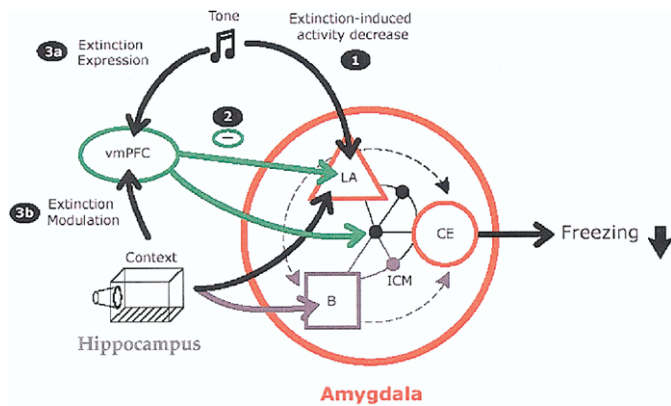 Tone
Extinction-induced
activity decrease
1
3a Extinction
Expression
2
−
vmPFC
LA
3b Extinction
Modulation
CE
Freezing
Context
ICM
B
Hippocampus
Amygdala